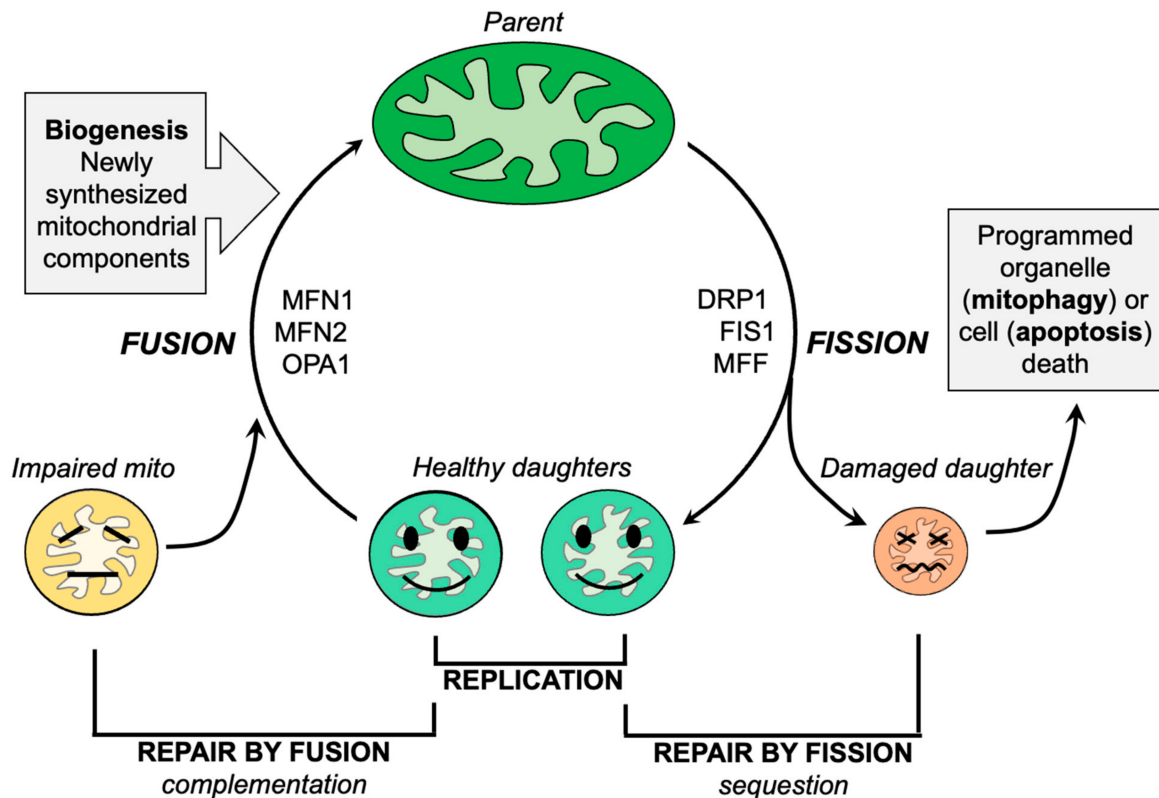 Parent
Biogenesis
Newly
synthesized
mitochondrial
components
MFN1
MFN2
OPA1
FUSION
DRP1
FIS1
MFF
FISSION
Programmed
organelle
(mitophagy) or
cell (apoptosis)
death
Impaired mito
Healthy daughters
Damaged daughter
REPLICATION
REPAIR BY FUSION
complementation
REPAIR BY FISSION
sequestion